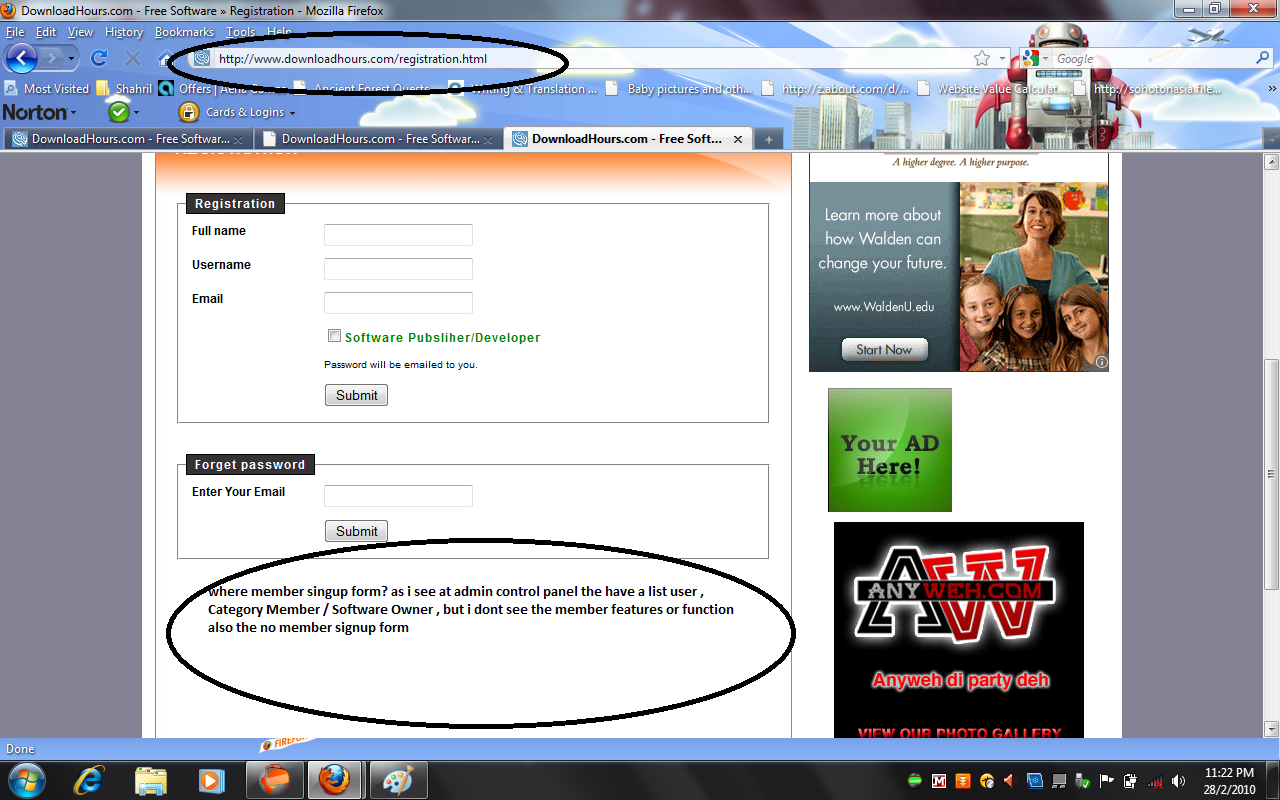 DownloadHours.com - Free Software » Registration - Mozilla Firefox
File Edit View History Bookmarks Tools Help
http://www.downloadhours.com/registration.html
Google
Most Visited Shahril Offers | Ancient Forest Quests Writing & Translation ... Baby pictures and oth... http://z.about.com/d/... Website Value Calculat... http://sohotonasia.file...
Norton Cards & Logins
DownloadHours.com - Free Softwar... DownloadHours.com - Free Softwar... DownloadHours.com - Free Soft...
A higher degree. A higher purpose.
Registration
Full name
Username
Email
Software Pubsliher/Developer
Password will be emailed to you.
Submit
Learn more about
how Walden can
change your future.
www.WaldenU.edu
Start Now
Your AD
Here!
Forget password
Enter Your Email
Submit
where member singup form? as i see at admin control panel the have a list user ,
Category Member / Software Owner , but i dont see the member features or function
also the no member signup form
AW
ANYWEH.COM
Anyweh di party deh
VIEW OUR PHOTO GALLERY
Done
11:22 PM
28/2/2010